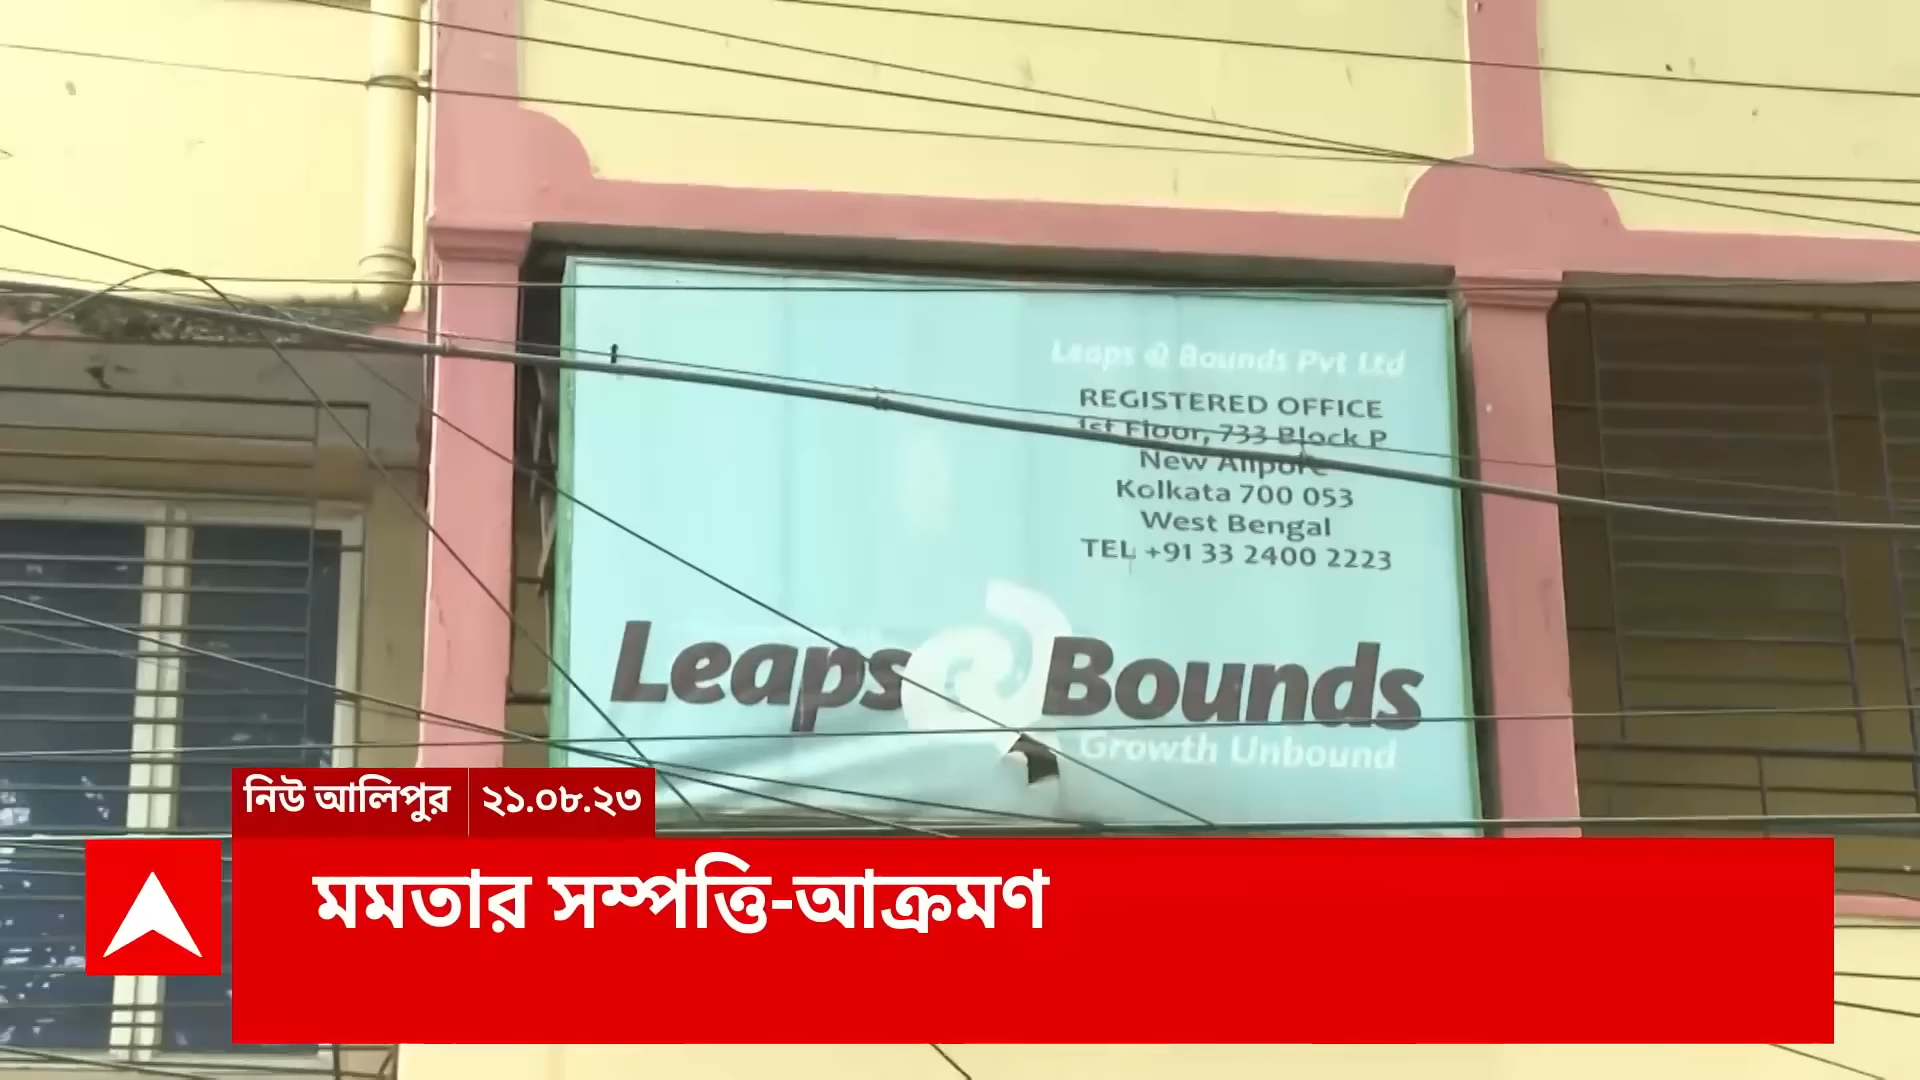 Leaps & Bounds Pvt Ltd
REGISTERED OFFICE
1st Floor, 733 Block P
New Alipore
Kolkata 700 053
West Bengal
TEL +91 33 2400 2223
Leaps Bounds
Growth Unbound
নিউ আলিপুর ২১.০৮.২৩
মমতার সম্পত্তি-আক্রমণ